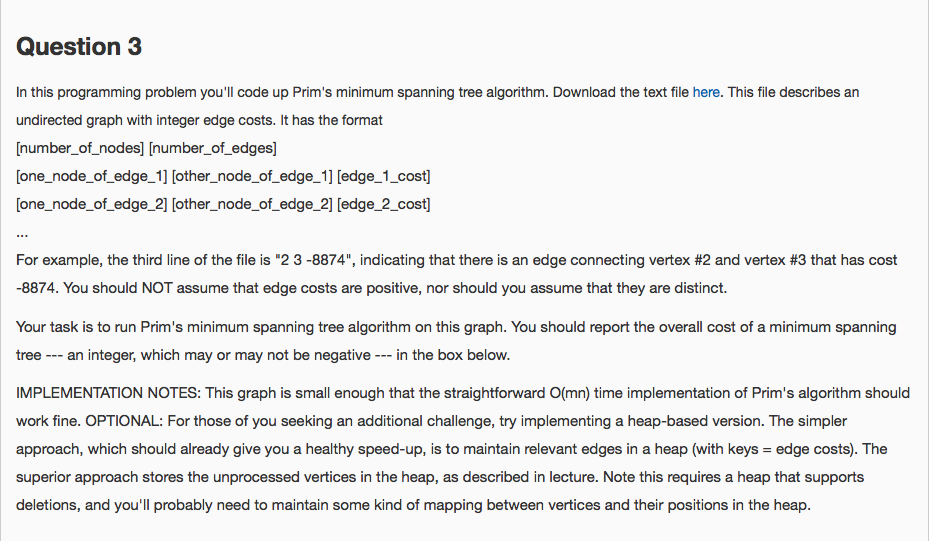 Question 3
In this programming problem you'll code up Prim's minimum spanning tree algorithm. Download the text file here. This file describes an
undirected graph with integer edge costs. It has the format
[number_of_nodes] [number_of_edges]
[one_node_of_edge_1] [other_node_of_edge_1] [edge_1_cost]
[one_node_of_edge_2] [other_node_of_edge_2] [edge_2_cost]
...
For example, the third line of the file is "2 3 -8874", indicating that there is an edge connecting vertex #2 and vertex #3 that has cost
-8874. You should NOT assume that edge costs are positive, nor should you assume that they are distinct.
Your task is to run Prim's minimum spanning tree algorithm on this graph. You should report the overall cost of a minimum spanning
tree --- an integer, which may or may not be negative --- in the box below.
IMPLEMENTATION NOTES: This graph is small enough that the straightforward O(mn) time implementation of Prim's algorithm should
work fine. OPTIONAL: For those of you seeking an additional challenge, try implementing a heap-based version. The simpler
approach, which should already give you a healthy speed-up, is to maintain relevant edges in a heap (with keys = edge costs). The
superior approach stores the unprocessed vertices in the heap, as described in lecture. Note this requires a heap that supports
deletions, and you'll probably need to maintain some kind of mapping between vertices and their positions in the heap.